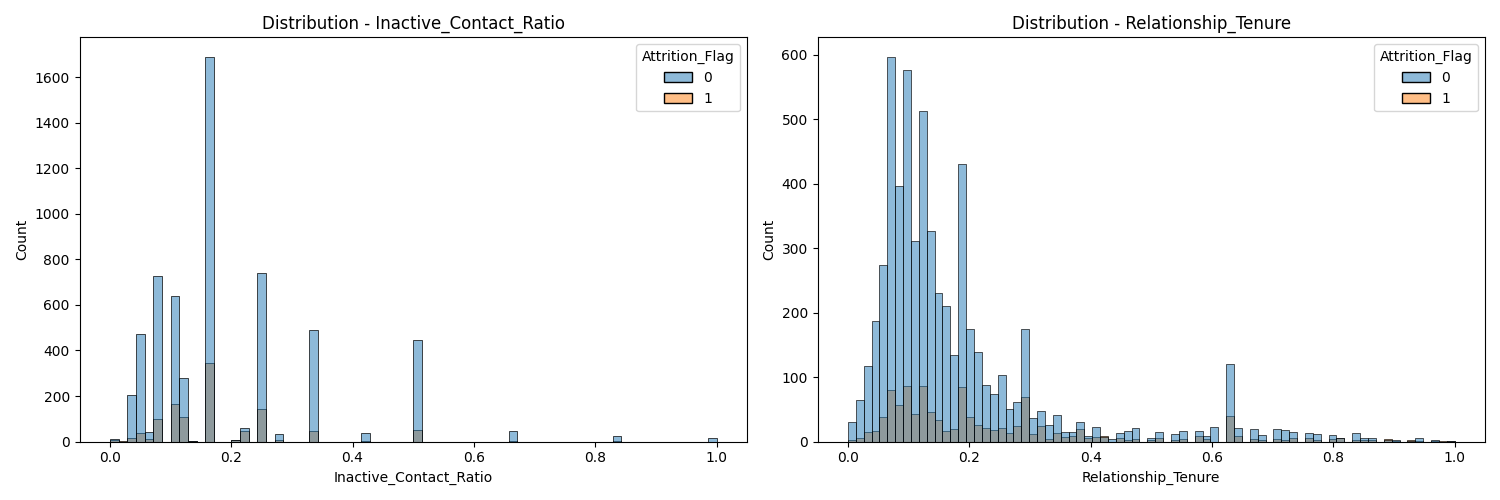 Distribution - Inactive_Contact_Ratio
Attrition_Flag
0
1
Count
1600
1400
1200
1000
800
600
400
200
0
0.0 0.2 0.4 0.6 0.8 1.0
Inactive_Contact_Ratio
Distribution - Relationship_Tenure
Attrition_Flag
0
1
Count
600
500
400
300
200
100
0
0.0 0.2 0.4 0.6 0.8 1.0
Relationship_Tenure